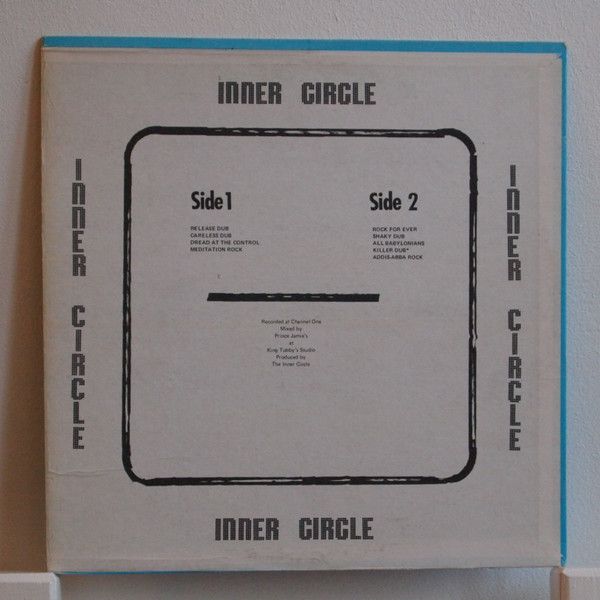 INNER CIRCLE
INNER CIRCLE
INNER CIRCLE
Side 1
RELEASE DUB
CARELESS DUB
DREAD AT THE CONTROL
MEDITATION ROCK
Side 2
ROCK FOR EVER
SHAKY DUB
ALL BABYLONIANS
KILLER DUB*
ADDIS-ABBA ROCK
Recorded at Channel One
Mixed by
Prince Jamie's
at
King Tubby's Studio
Produced by
The Inner Circle
INNER CIRCLE